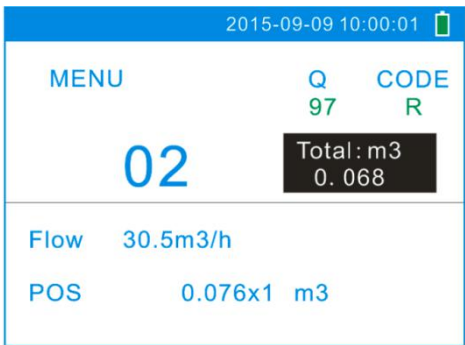 2015-09-09 10:00:01
MENU Q CODE
97 R
02 Total: m3
0.068
Flow 30.5m3/h
POS 0.076x1 m3